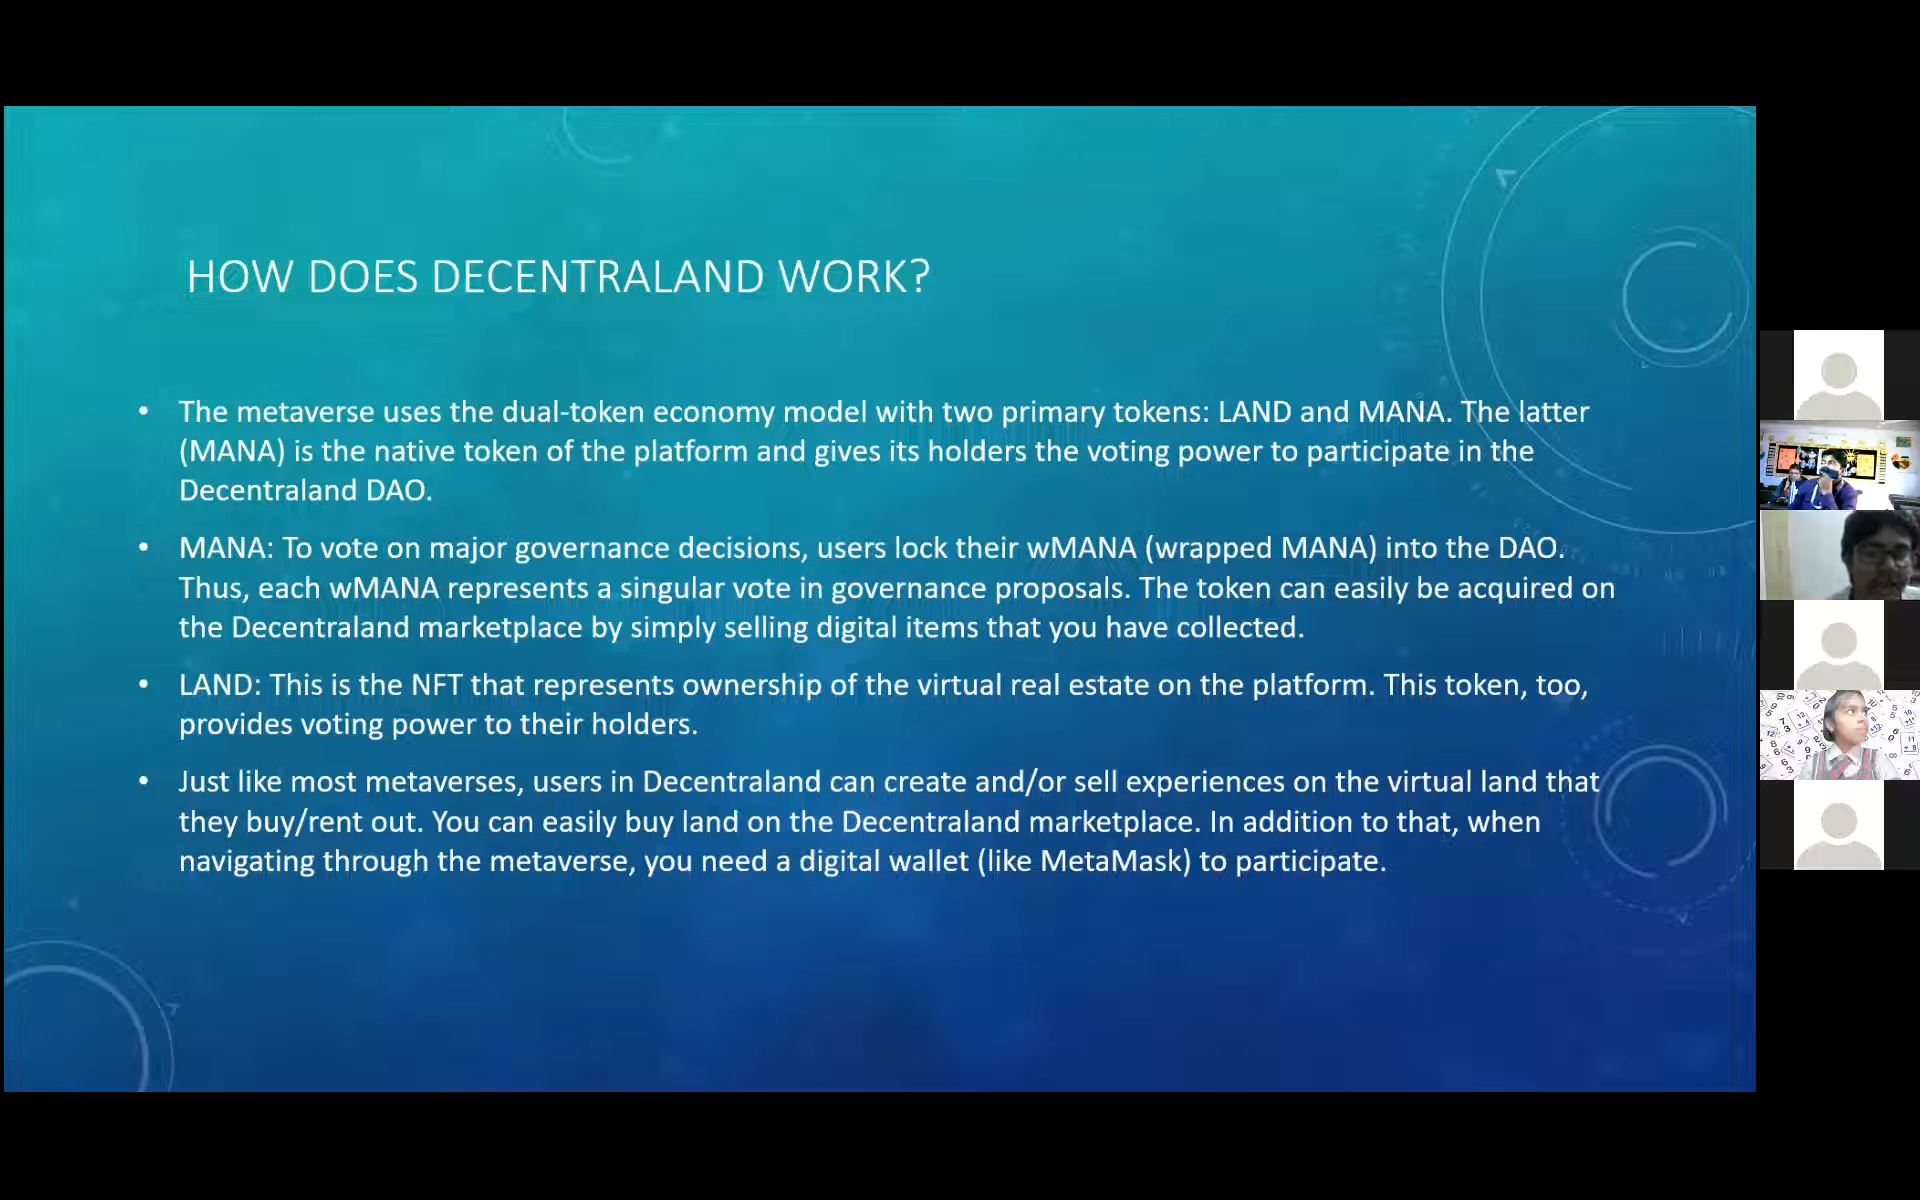 HOW DOES DECENTRALAND WORK?
• The metaverse uses the dual-token economy model with two primary tokens: LAND and MANA. The latter
(MANA) is the native token of the platform and gives its holders the voting power to participate in the
Decentraland DAO.
• MANA: To vote on major governance decisions, users lock their wMANA (wrapped MANA) into the DAO.
Thus, each wMANA represents a singular vote in governance proposals. The token can easily be acquired on
the Decentraland marketplace by simply selling digital items that you have collected.
• LAND: This is the NFT that represents ownership of the virtual real estate on the platform. This token, too,
provides voting power to their holders.
• Just like most metaverses, users in Decentraland can create and/or sell experiences on the virtual land that
they buy/rent out. You can easily buy land on the Decentraland marketplace. In addition to that, when
navigating through the metaverse, you need a digital wallet (like MetaMask) to participate.